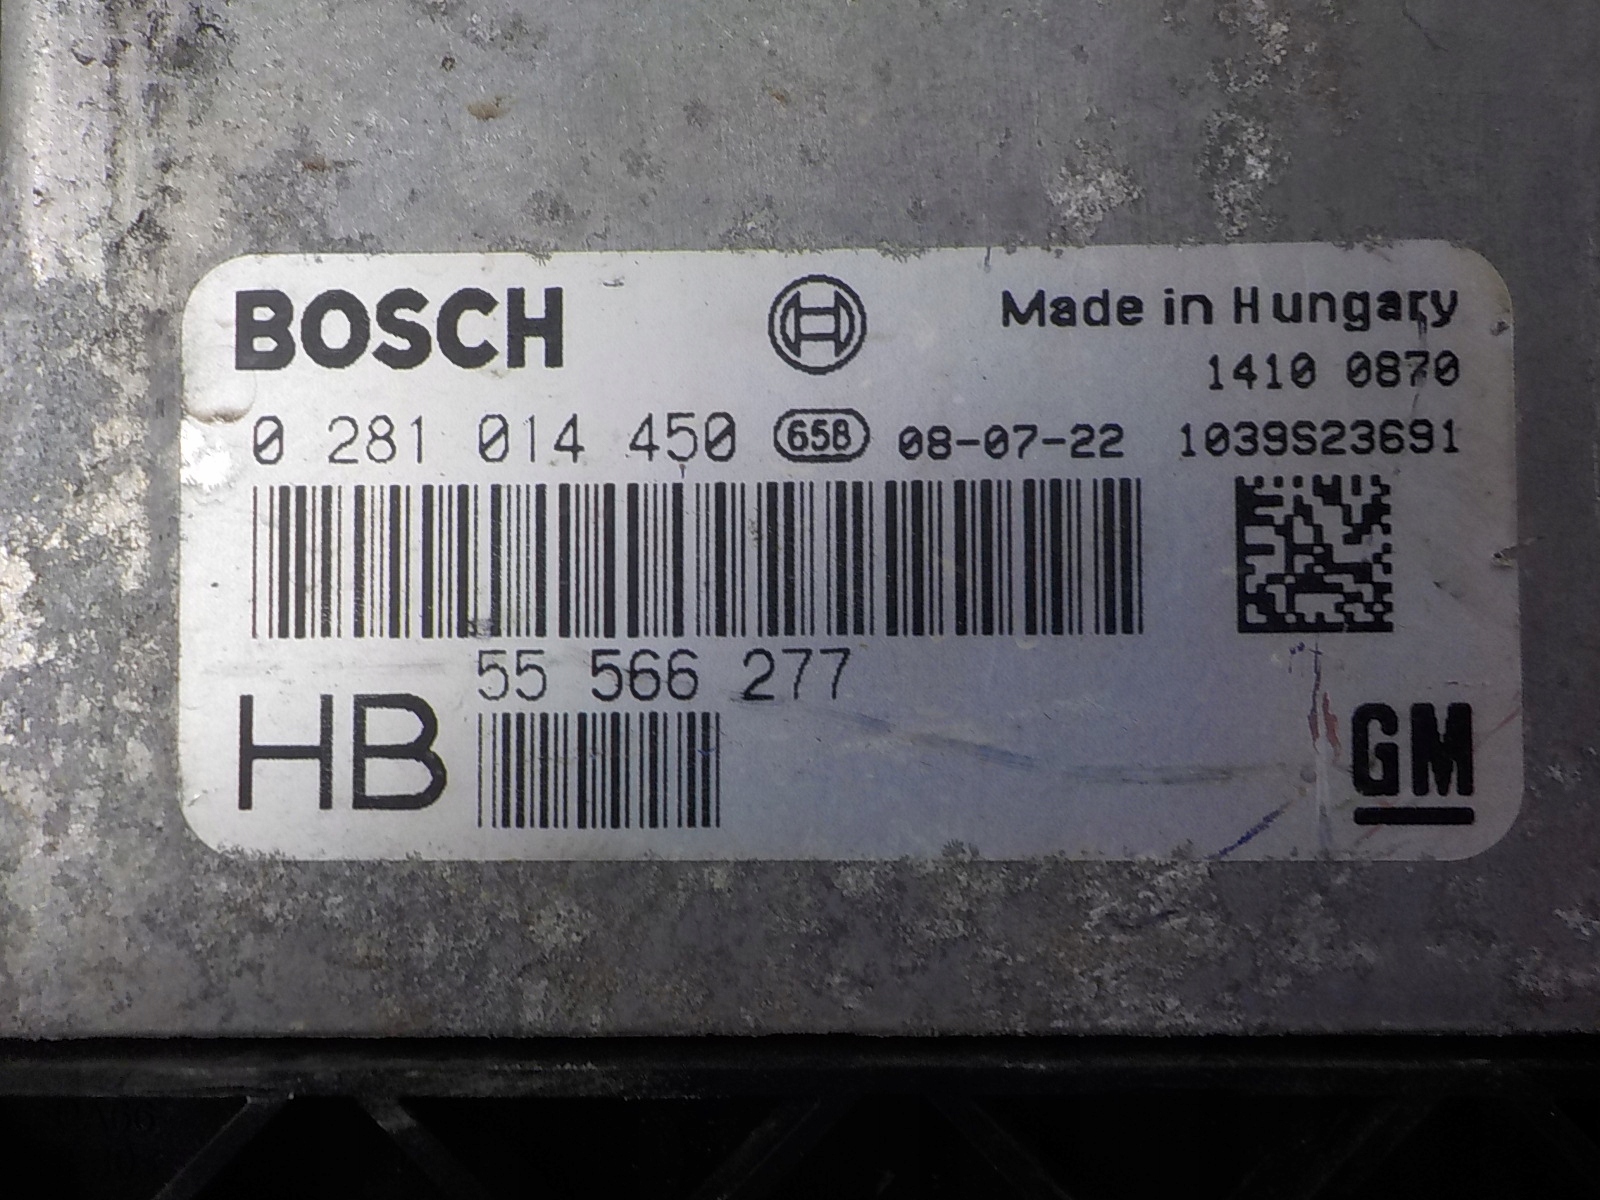 BOSCH Made in Hungary
1410 0870
0 281 014 450 658 08-07-22 1039S23691
55 566 277
HB GM